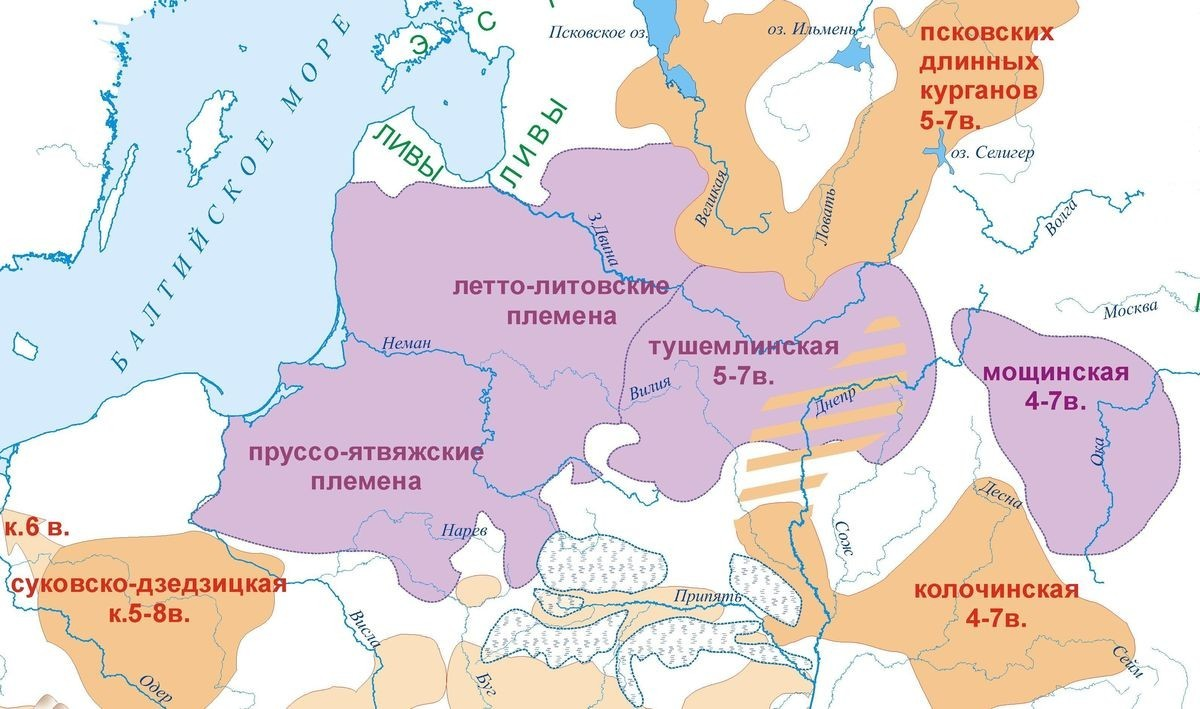 Псковское оз.
оз. Ильмень
псковских
длинных
курганов
5-7в.
оз. Селигер
Э
С
ЛИВЫ
ЛИВЫ
БАЛТИЙСКОЕ МОРЕ
Великая
Ловать
Волга
З.Двина
Москва
летто-литовские
племена
Неман
тушемлинская
5-7в.
Вилия
Днепр
мощинская
4-7в.
Ока
пруссо-ятвяжские
племена
Нарев
Десна
Сож
к.6 в.
суковско-дзедзицкая
к.5-8в.
Припять
колочинская
4-7в.
Висла
Сейм
Одер
Буг